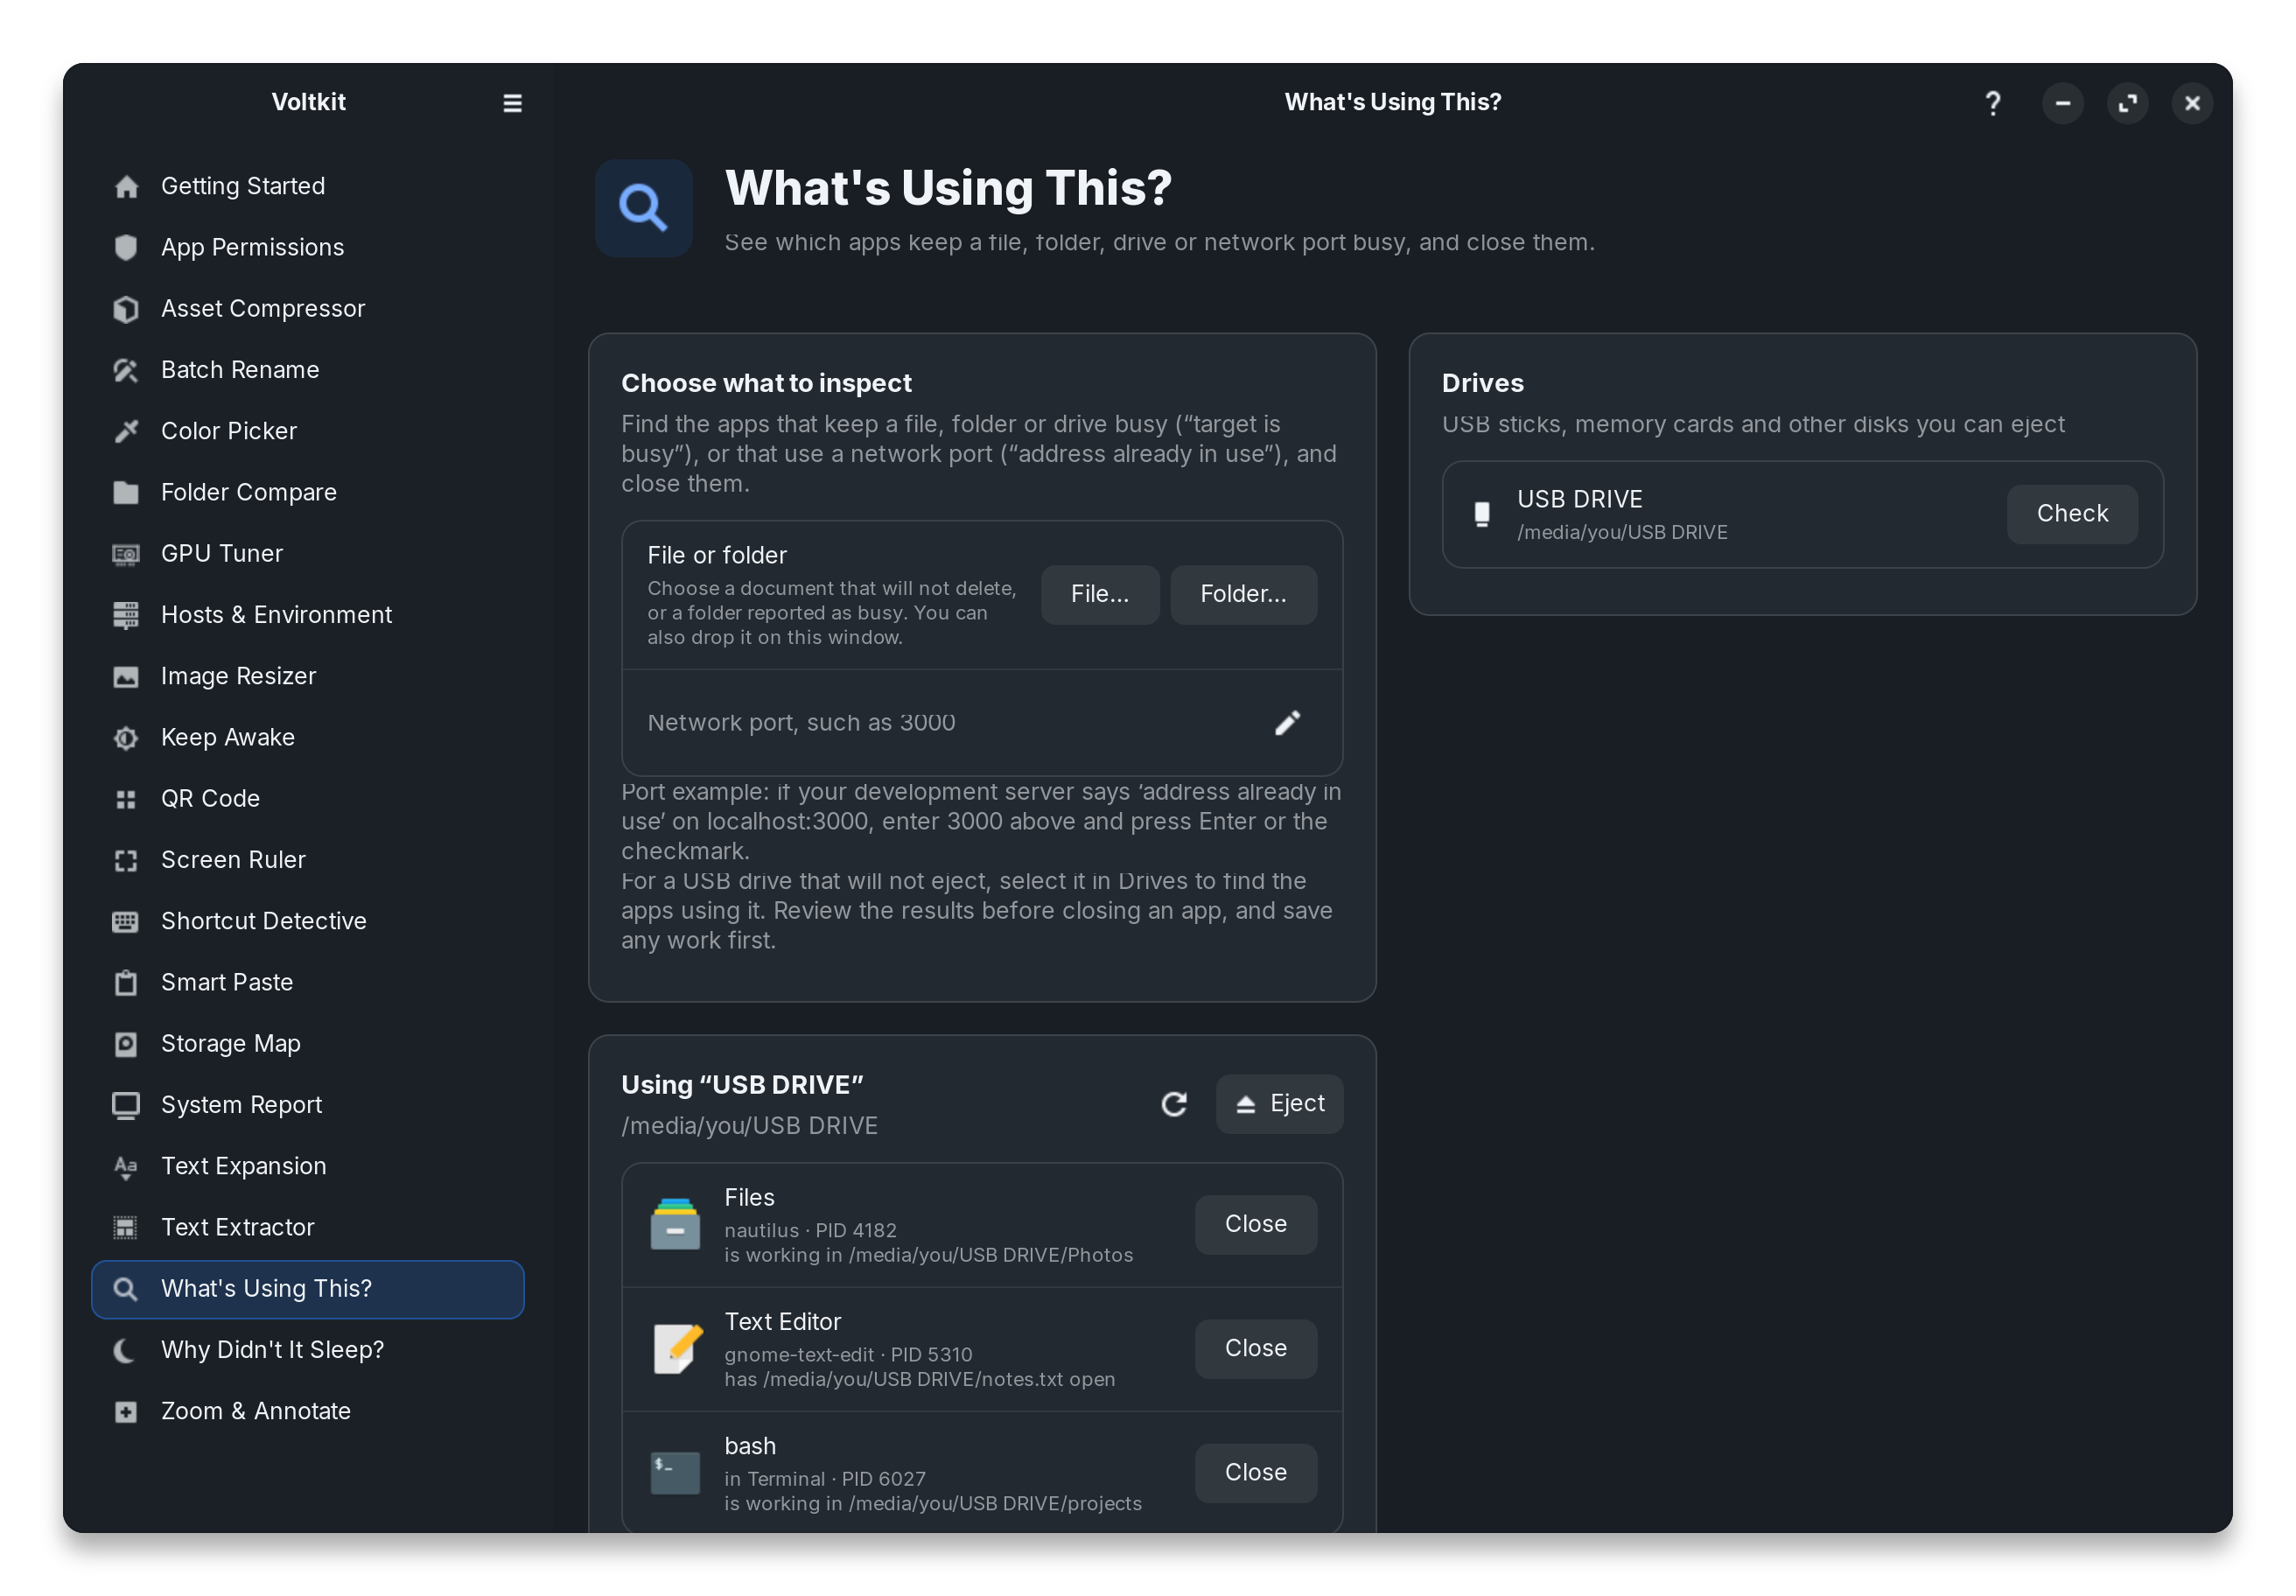 Voltkit
What's Using This?
Getting Started
App Permissions
Asset Compressor
Batch Rename
Color Picker
Folder Compare
GPU Tuner
Hosts & Environment
Image Resizer
Keep Awake
QR Code
Screen Ruler
Shortcut Detective
Smart Paste
Storage Map
System Report
Text Expansion
Text Extractor
What's Using This?
Why Didn't It Sleep?
Zoom & Annotate
What's Using This?
See which apps keep a file, folder, drive or network port busy, and close them.
Choose what to inspect
Find the apps that keep a file, folder or drive busy (“target is
busy”), or that use a network port (“address already in use”), and
close them.
File or folder
Choose a document that will not delete,
or a folder reported as busy. You can
also drop it on this window.
File...
Folder...
Network port, such as 3000
Port example: if your development server says ‘address already in
use’ on localhost:3000, enter 3000 above and press Enter or the
checkmark.
For a USB drive that will not eject, select it in Drives to find the
apps using it. Review the results before closing an app, and save
any work first.
Drives
USB sticks, memory cards and other disks you can eject
USB DRIVE
/media/you/USB DRIVE
Check
Using “USB DRIVE”
/media/you/USB DRIVE
Eject
Files
nautilus · PID 4182
is working in /media/you/USB DRIVE/Photos
Close
Text Editor
gnome-text-edit · PID 5310
has /media/you/USB DRIVE/notes.txt open
Close
bash
in Terminal · PID 6027
is working in /media/you/USB DRIVE/projects
Close